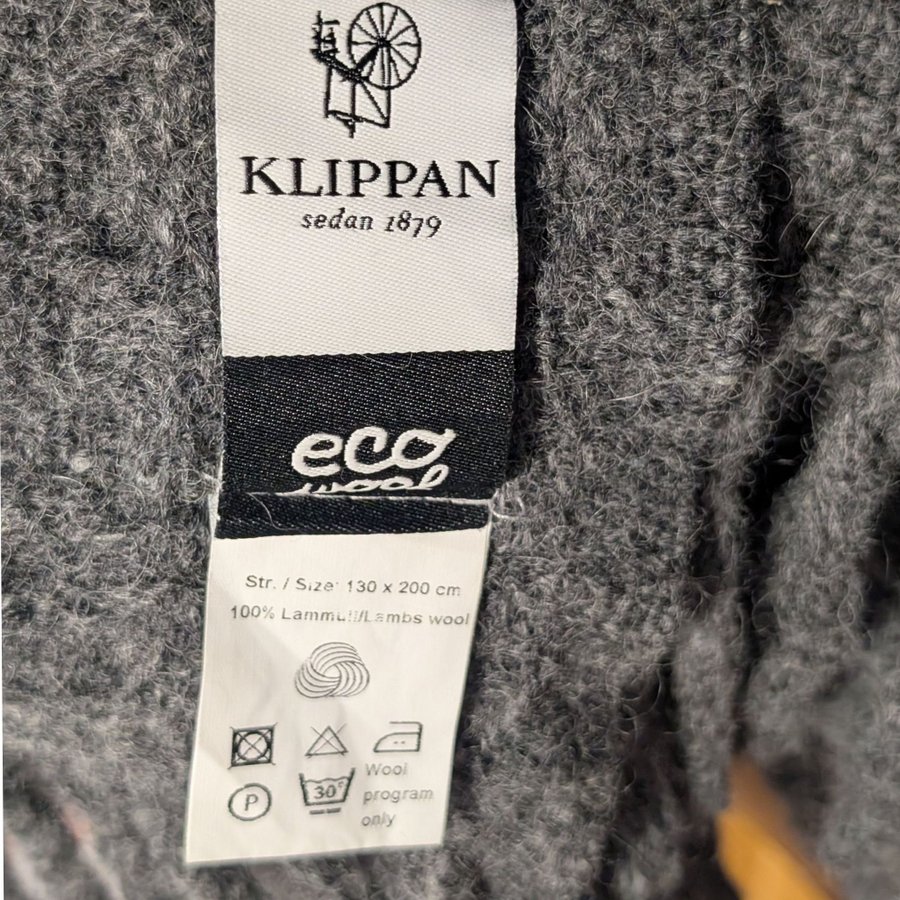 KLIPPAN
sedan 1879
eco
wool
Str. / Size: 130 x 200 cm
100% Lammull/Lambs wool
P
30°
Wool
program
only